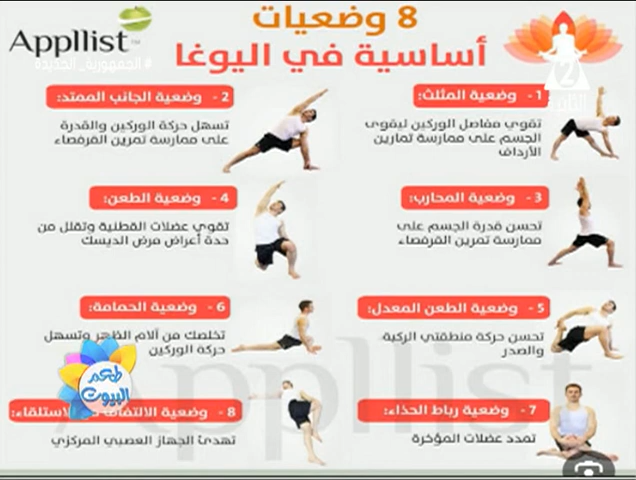 8 وضعيات
أساسية في اليوغا
Appllist
#الجمهورية_الجديدة
2
1 - وضعية المثلث:
تقوي مفاصل الوركين ليقوى
الجسم على ممارسة تمارين
الأرداف
2 - وضعية الجانب الممتد:
تسهل حركة الوركين والقدرة
على ممارسة تمرين القرفصاء
3 - وضعية المحارب:
تحسن قدرة الجسم على
ممارسة تمرين القرفصاء
4 - وضعية الطعن:
تقوي عضلات القطنية وتقلل من
حدة أعراض مرض الديسك
5 - وضعية الطعن المعدل:
تحسن حركة منطقتي الركبة
والصدر
6 - وضعية الحمامة:
تخلصك من آلام الظهر وتسهل
حركة الوركين
7 - وضعية رباط الحذاء:
تمدد عضلات المؤخرة
8 - وضعية الالتفاف الاستلقاء:
تهدئ الجهاز العصبي المركزي
طعم
البيوت
Appllist